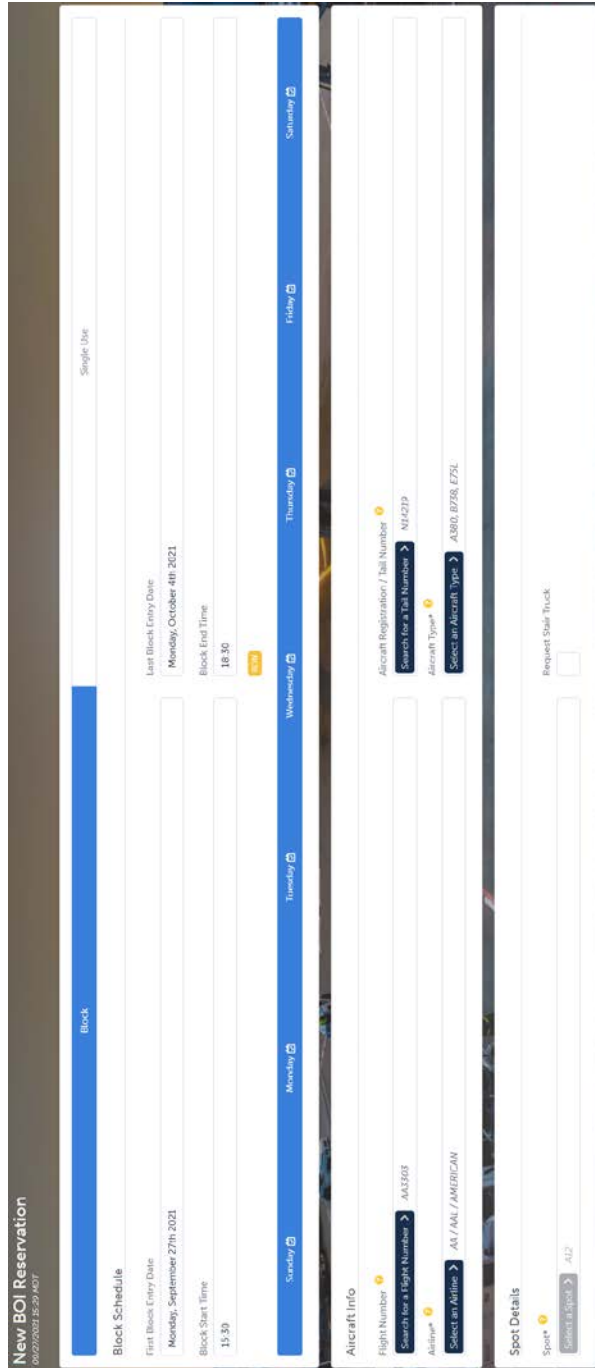 New BOI Reservation
09/27/2021 15:29 MDT
Block
Single Use
Block Schedule
First Block Entry Date
Last Block Entry Date
Monday, September 27th 2021
Monday, October 4th 2021
Block Start Time
Block End Time
15:30
18:30
RON
Sunday
Monday
Tuesday
Wednesday
Thursday
Friday
Saturday
Aircraft Info
Flight Number
Aircraft Registration / Tail Number
Search for a Flight Number
AA3303
Search for a Tail Number
N14219
Airline*
Aircraft Type*
Select an Airline
AA / AAL / AMERICAN
Select an Aircraft Type
A380, B738, E75L
Spot Details
Spot*
Request Stair Truck
Select a Spot
A12